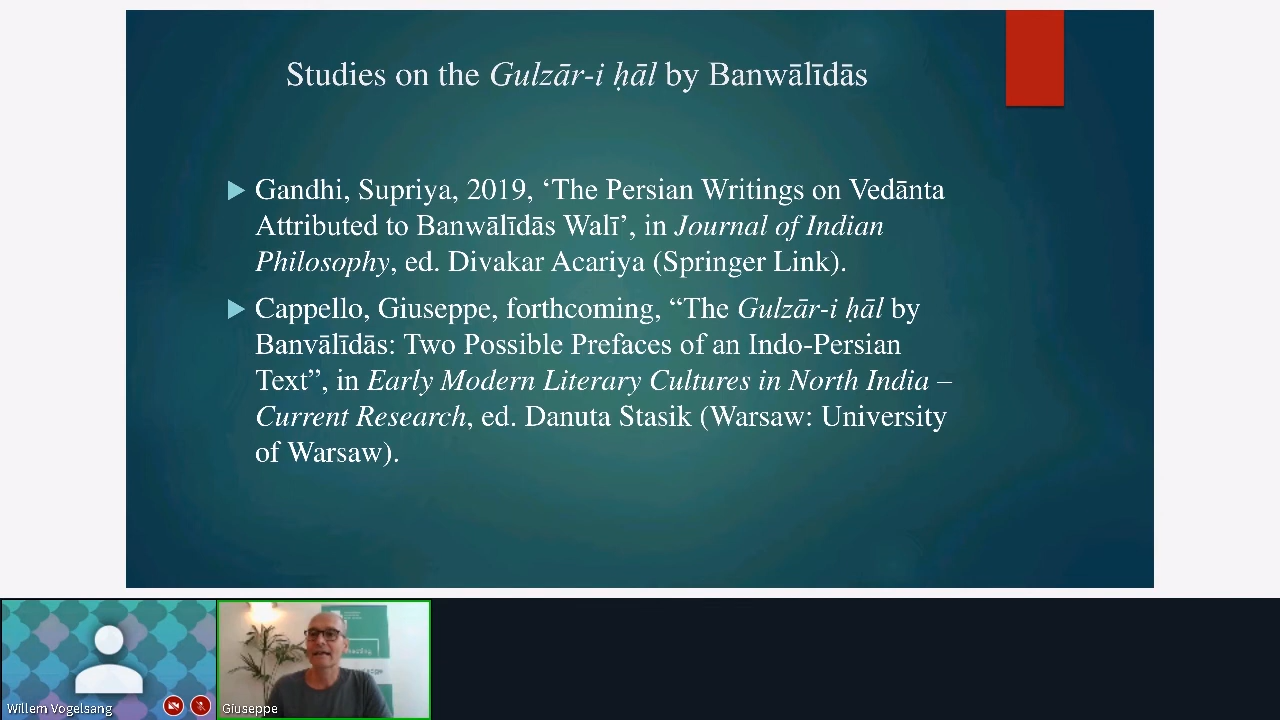 Studies on the Gulzār-i ḥāl by Banwālīdās
Gandhi, Supriya, 2019, ‘The Persian Writings on Vedānta
Attributed to Banwālīdās Walī’, in Journal of Indian
Philosophy, ed. Divakar Acariya (Springer Link).
Cappello, Giuseppe, forthcoming, “The Gulzār-i ḥāl by
Banvālīdās: Two Possible Prefaces of an Indo-Persian
Text”, in Early Modern Literary Cultures in North India –
Current Research, ed. Danuta Stasik (Warsaw: University
of Warsaw).
Willem Vogelsang
Giuseppe